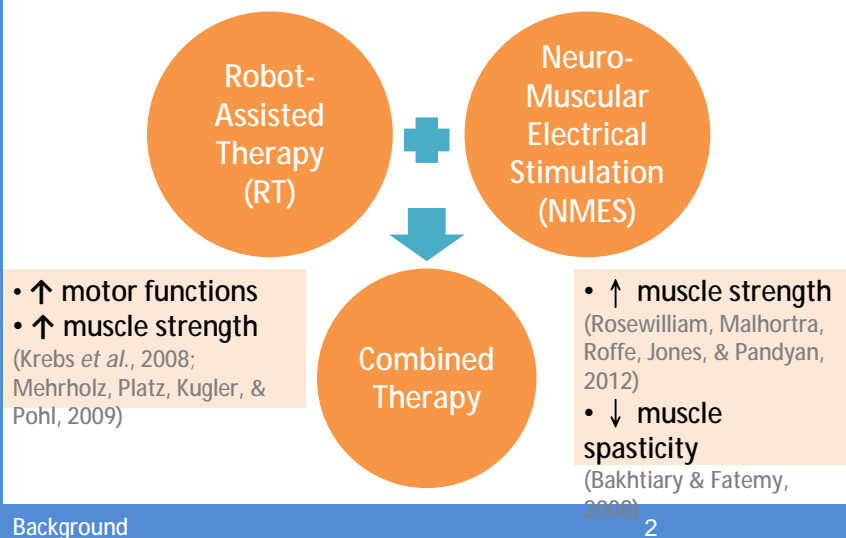 Robot-
Assisted
Therapy
(RT)
Neuro-
Muscular
Electrical
Stimulation
(NMES)
• ↑ motor functions
• ↑ muscle strength
(Krebs et al., 2008;
Mehrholz, Platz, Kugler, &
Pohl, 2009)
Combined
Therapy
• ↑ muscle strength
(Rosewilliam, Malhortra,
Roffe, Jones, & Pandyan,
2012)
• ↓ muscle
spasticity
(Bakhtiary & Fatemy,
2008)
Background
2